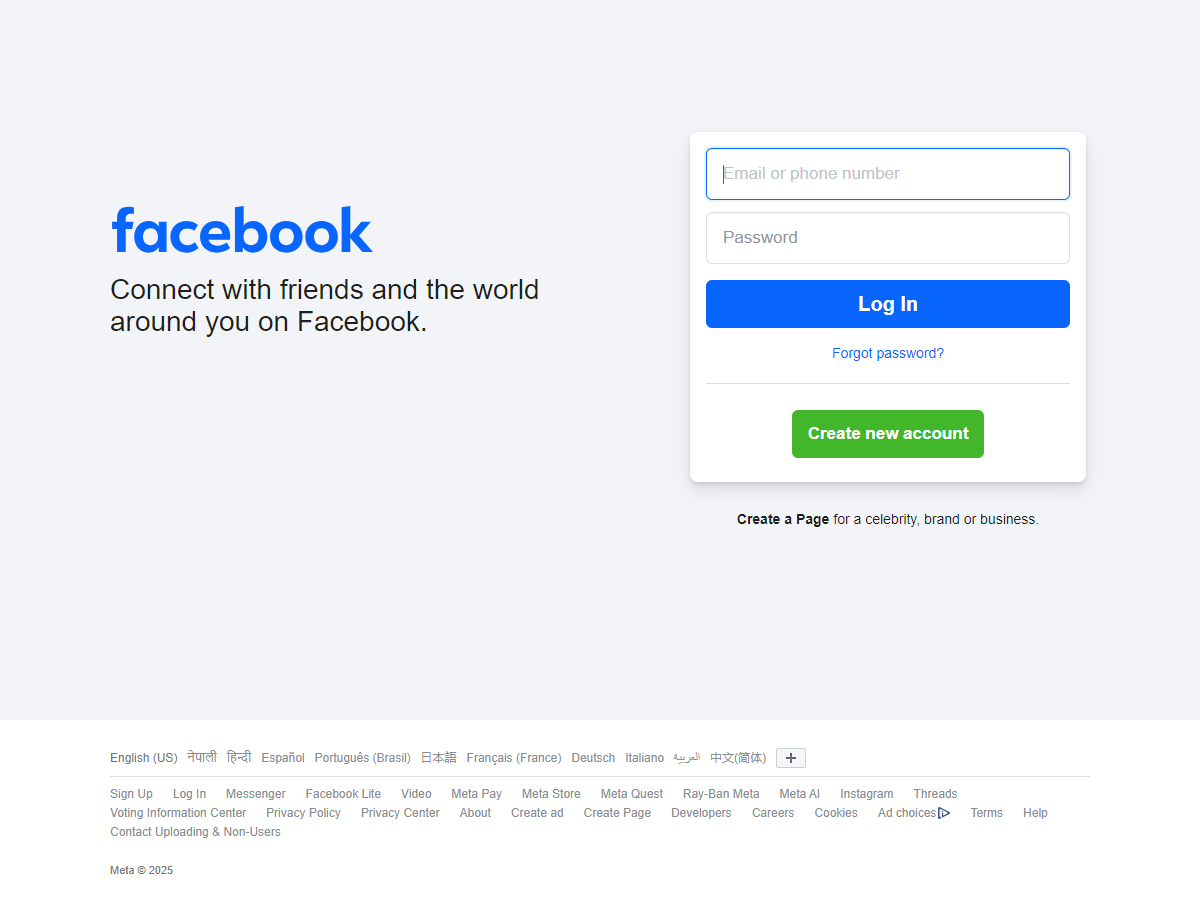 facebook
Connect with friends and the world
around you on Facebook.
Email or phone number
Password
Log In
Forgot password?
Create new account
Create a Page for a celebrity, brand or business.
English (US) नेपाली हिन्दी Español Português (Brasil) 日本語 Français (France) Deutsch Italiano العربية 中文(简体)
Sign Up Log In Messenger Facebook Lite Video Meta Pay Meta Store Meta Quest Ray-Ban Meta Meta AI Instagram Threads
Voting Information Center Privacy Policy Privacy Center About Create ad Create Page Developers Careers Cookies Ad choices Terms Help
Contact Uploading & Non-Users
Meta © 2025